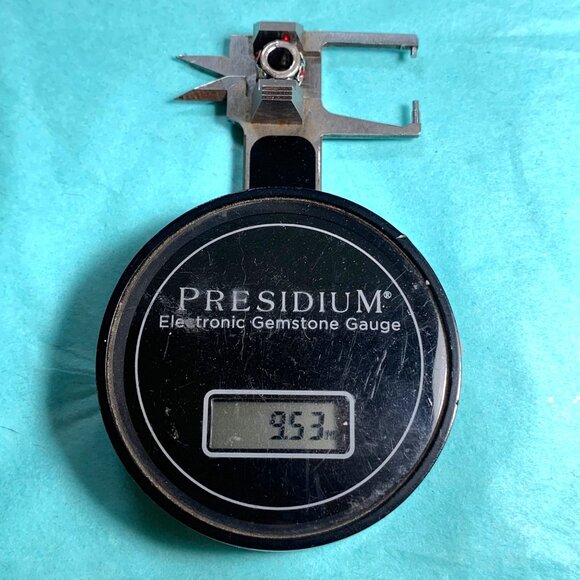 PRESIDIUM®
Electronic Gemstone Gauge
9.53